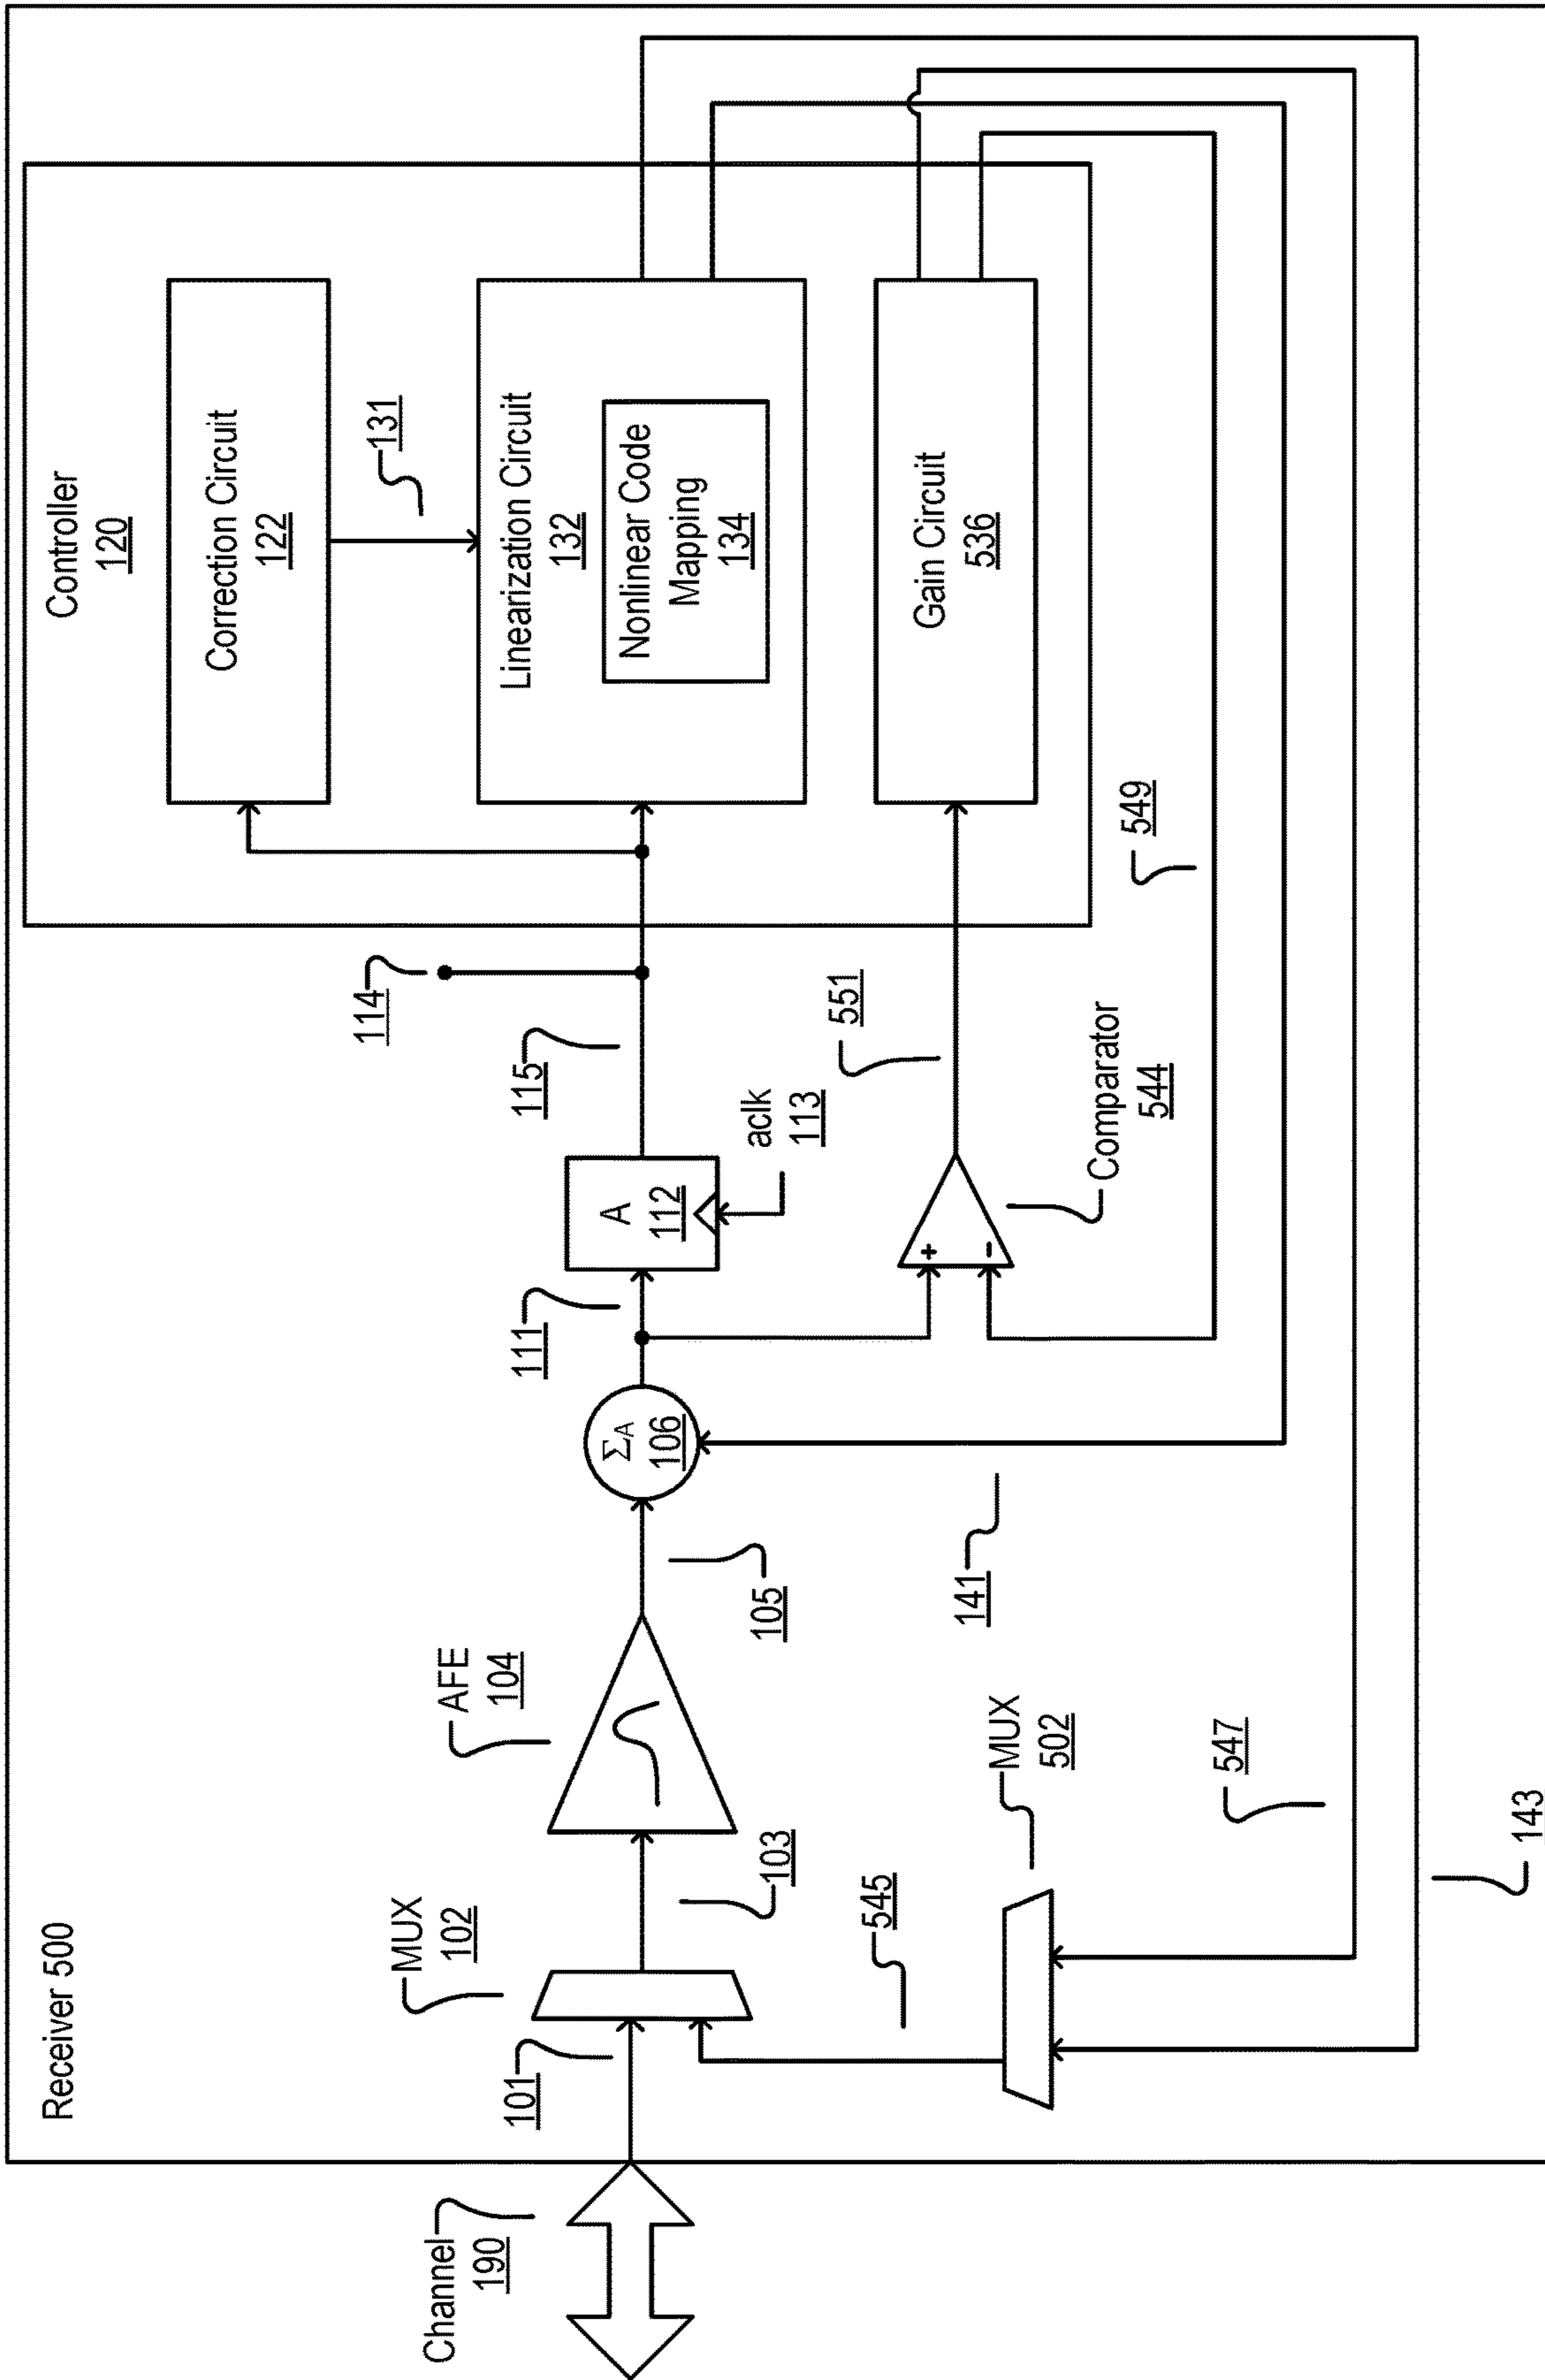 Receiver 500
Channel
190
101
MUX
102
103
AFE
104
105
ΣA
106
111
A
112
aclk
113
115
114
Controller
120
Correction Circuit
122
131
Linearization Circuit
132
Nonlinear Code
Mapping
134
Gain Circuit
536
551
Comparator
544
549
141
MUX
502
545
547
143
+
-